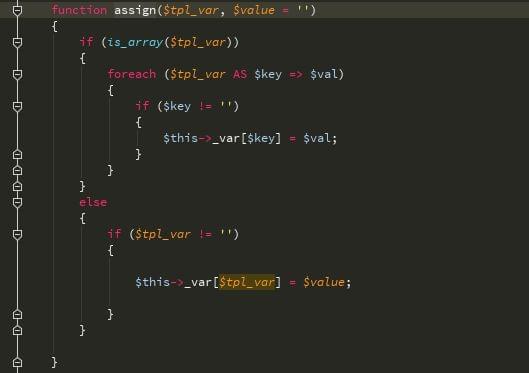 function assign($tpl_var, $value = '')
{
if (is_array($tpl_var))
{
foreach ($tpl_var AS $key => $val)
{
if ($key != '')
{
$this->_var[$key] = $val;
}
}
}
else
{
if ($tpl_var != '')
{
$this->_var[$tpl_var] = $value;
}
}
}